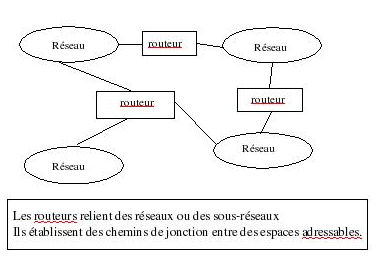 Réseau
routeur
Réseau
routeur
routeur
Réseau
Réseau
Les routeurs relient des réseaux ou des sous-réseaux
Ils établissent des chemins de jonction entre des espaces adressables.